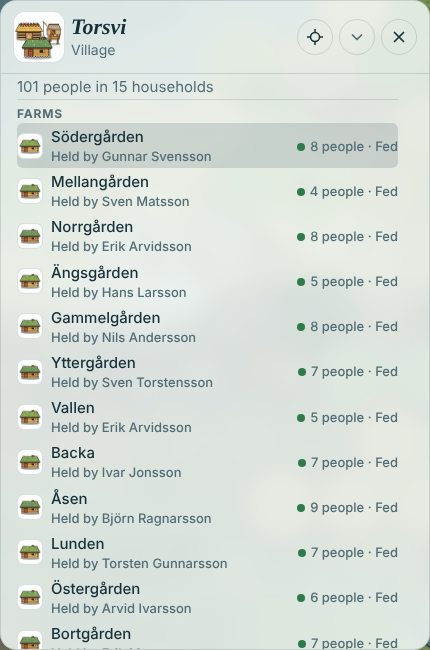 Torsvi
Village
101 people in 15 households
FARMS
Södergården
Held by Gunnar Svensson
8 people · Fed
Mellangården
Held by Sven Matsson
4 people · Fed
Norrgården
Held by Erik Arvidsson
8 people · Fed
Ängsgården
Held by Hans Larsson
5 people · Fed
Gammelgården
Held by Nils Andersson
8 people · Fed
Yttergården
Held by Sven Torstensson
7 people · Fed
Vallen
Held by Erik Arvidsson
5 people · Fed
Backa
Held by Ivar Jonsson
7 people · Fed
Åsen
Held by Björn Ragnarsson
9 people · Fed
Lunden
Held by Torsten Gunnarsson
7 people · Fed
Östergården
Held by Arvid Ivarsson
6 people · Fed
Bortgården
7 people · Fed